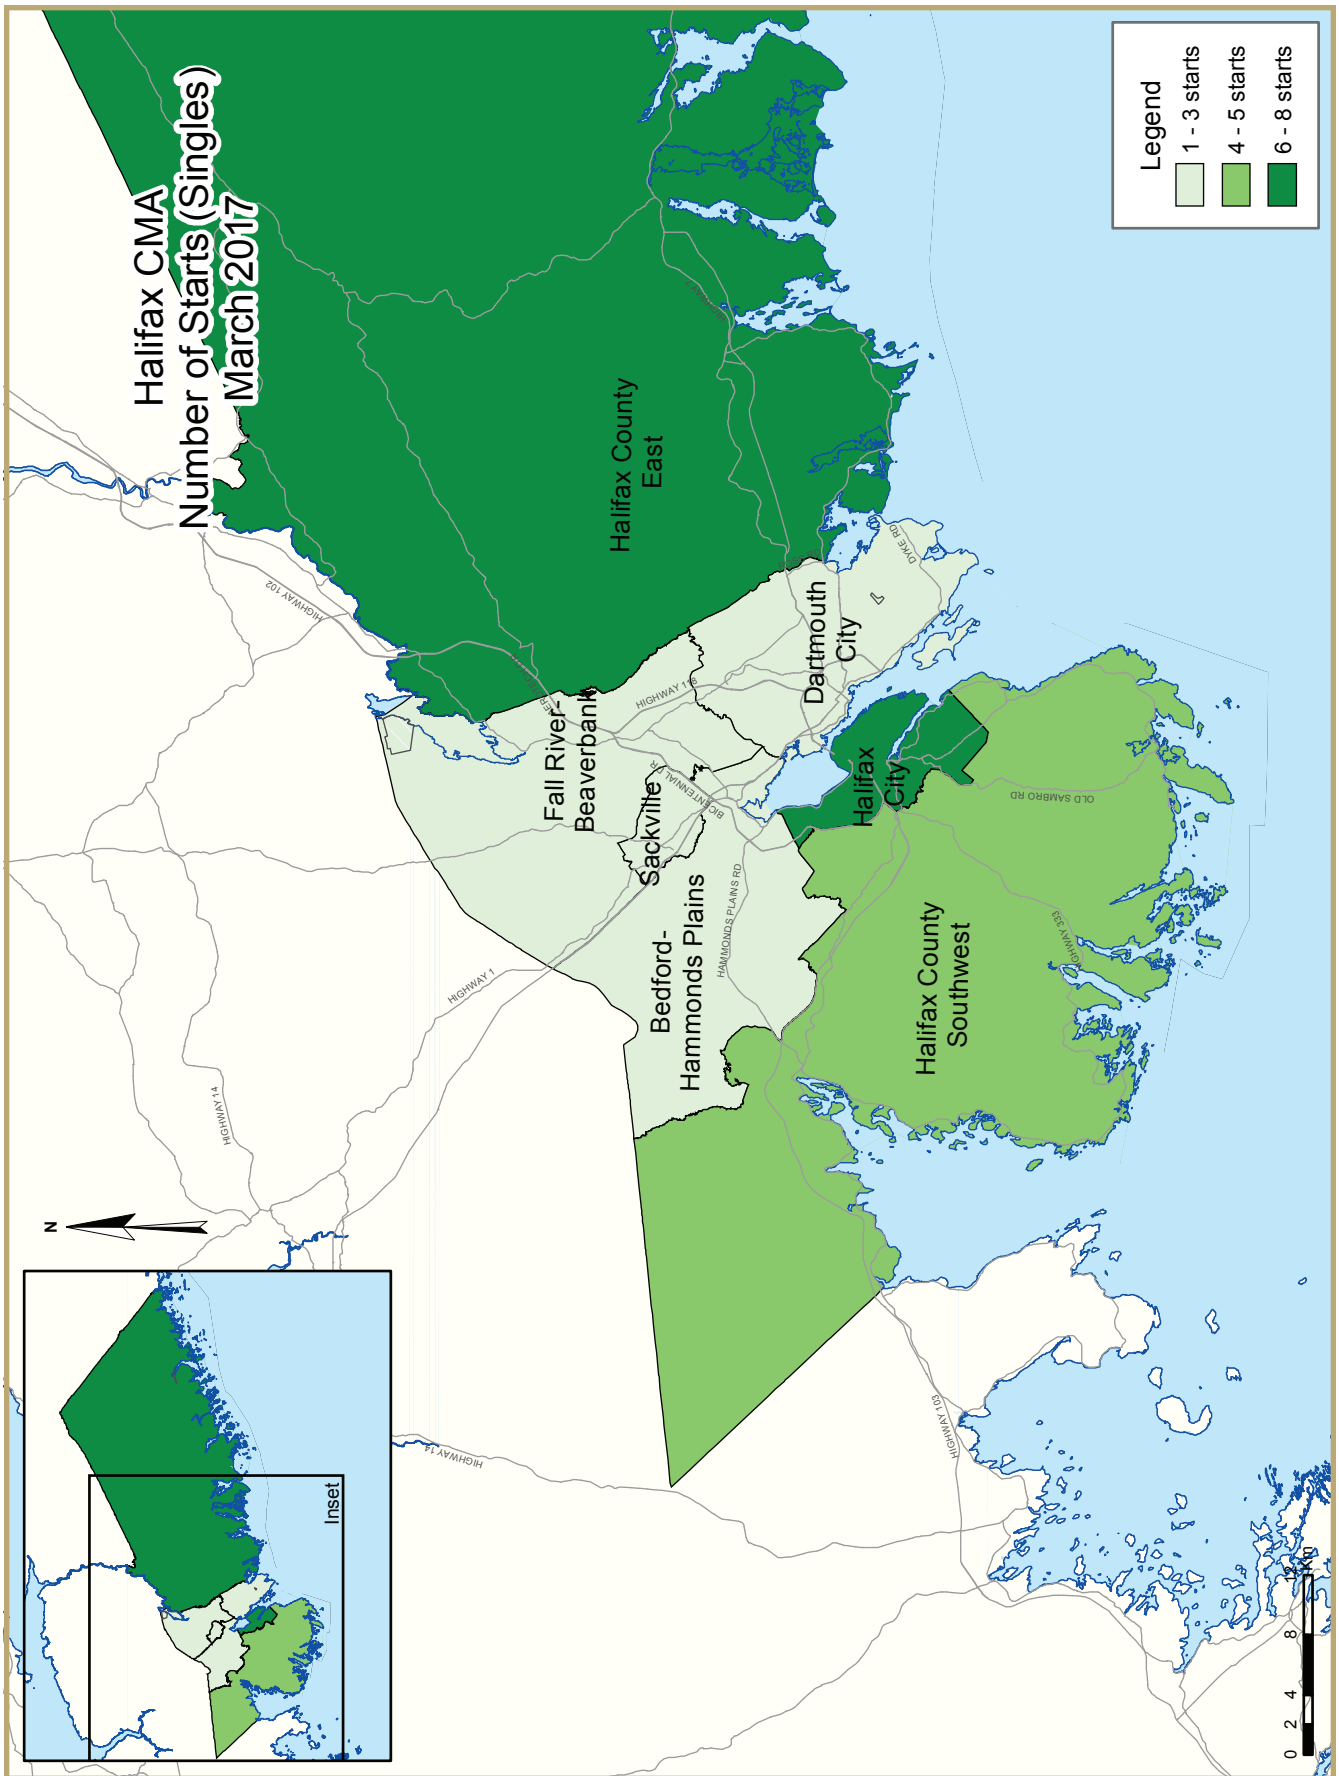 Halifax CMA
Number of Starts (Singles)
March 2017
N
Inset
HIGHWAY 102
HIGHWAY 14
HIGHWAY 1
Fall River-
Beaverbank
HIGHWAY 118
BICENTENNIAL DR
Sackville
Bedford-
Hammonds Plains
HAMMONDS PLAINS RD
Halifax County
East
Dartmouth
City
DYKE RD
Halifax
City
OLD SAMBRO RD
Halifax County
Southwest
HIGHWAY 333
HIGHWAY 14
HIGHWAY 103
Legend
1 - 3 starts
4 - 5 starts
6 - 8 starts
0 2 4 8 12
Km